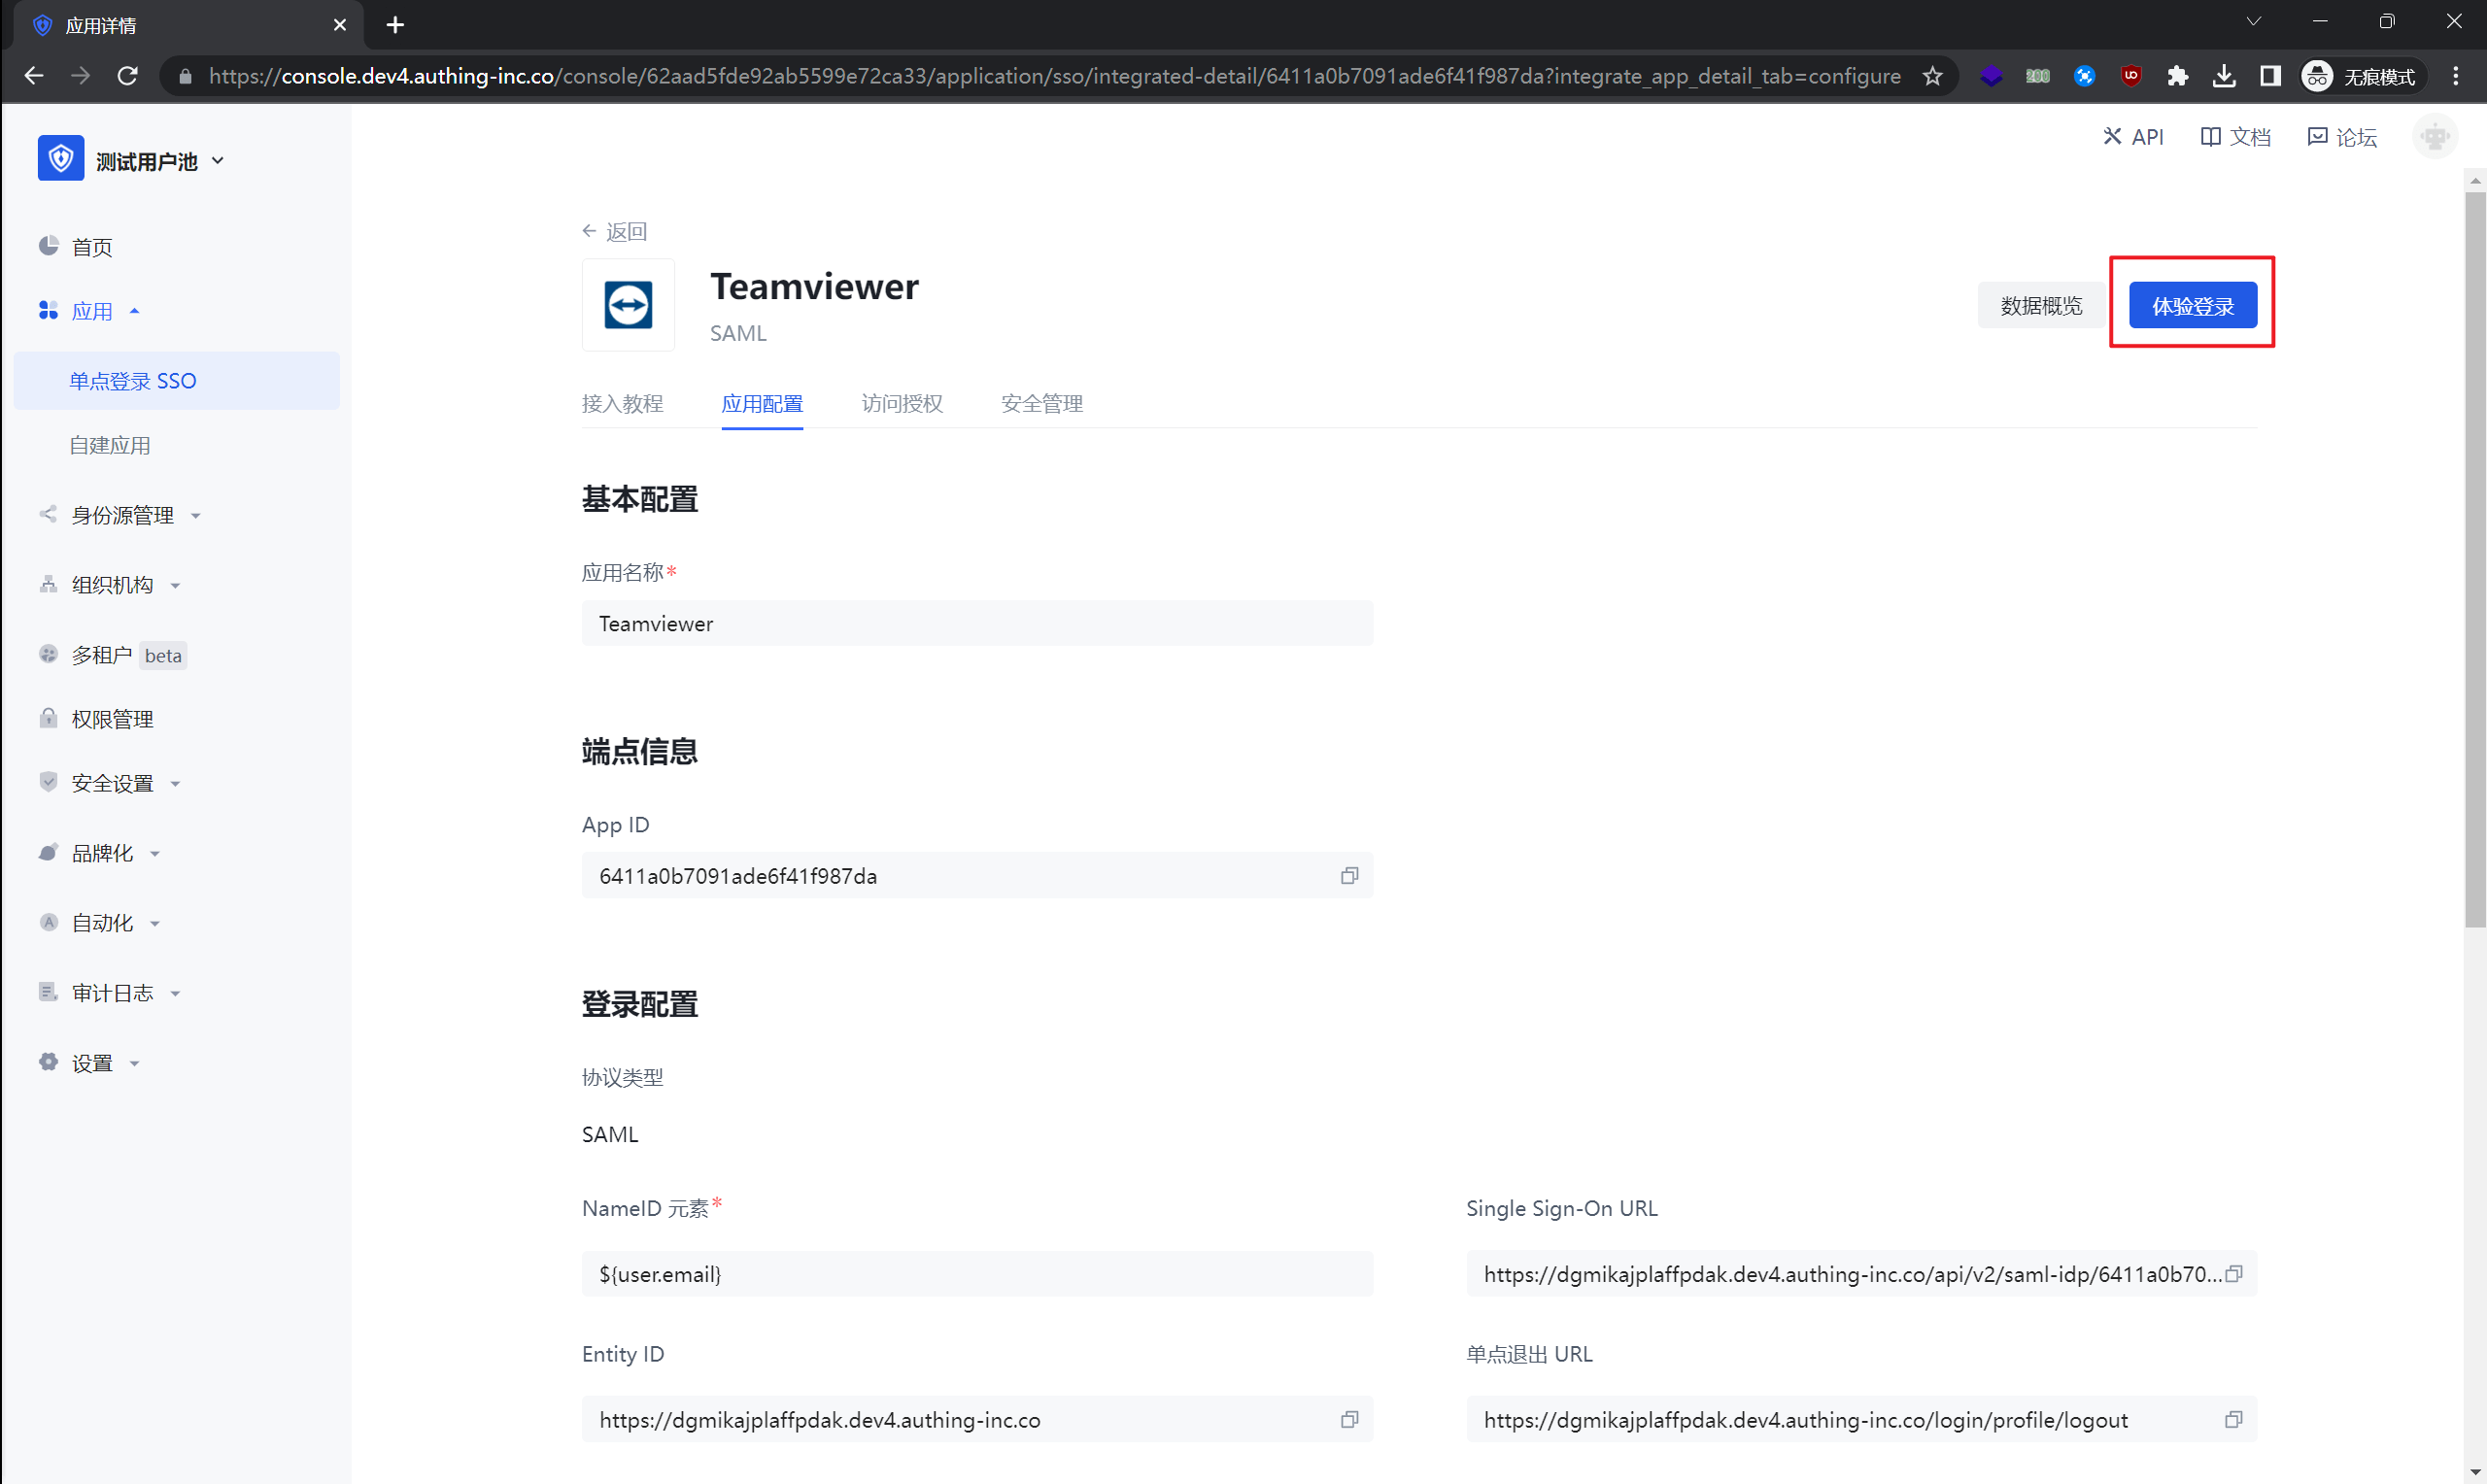 应用详情
https://console.dev4.authing-inc.co/console/62aad5fde92ab5599e72ca33/application/sso/integrated-detail/6411a0b7091ade6f41f987da?integrate_app_detail_tab=configure
200
无痕模式
测试用户池
API
文档
论坛
首页
应用
单点登录 SSO
自建应用
身份源管理
组织机构
多租户 beta
权限管理
安全设置
品牌化
自动化
审计日志
设置
返回
Teamviewer
SAML
数据概览
体验登录
接入教程
应用配置
访问授权
安全管理
基本配置
应用名称*
Teamviewer
端点信息
App ID
6411a0b7091ade6f41f987da
登录配置
协议类型
SAML
NameID 元素*
Single Sign-On URL
${user.email}
https://dgmikajplaffpdak.dev4.authing-inc.co/api/v2/saml-idp/6411a0b70...
Entity ID
单点退出 URL
https://dgmikajplaffpdak.dev4.authing-inc.co
https://dgmikajplaffpdak.dev4.authing-inc.co/login/profile/logout